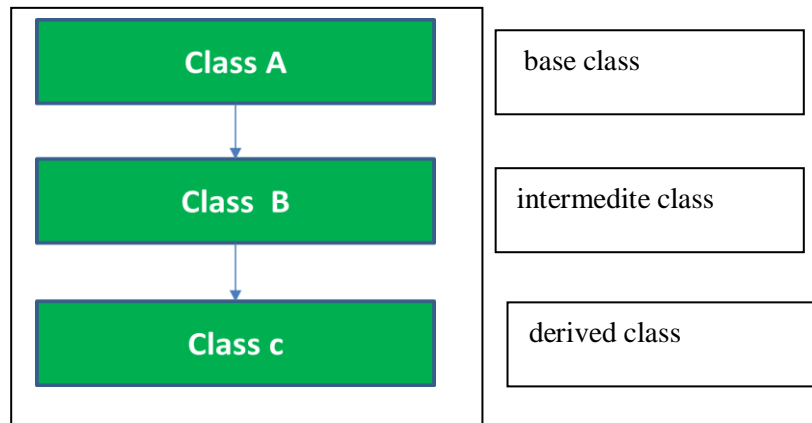 Class A
base class
Class B
intermedite class
Class c
derived class